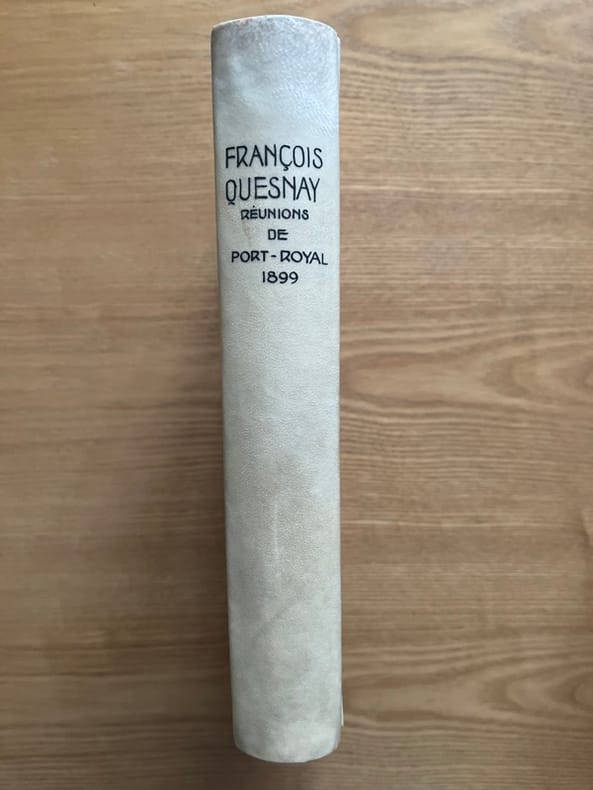 FRANÇOIS
QUESNAY
RÉUNIONS
DE
PORT-ROYAL
1899